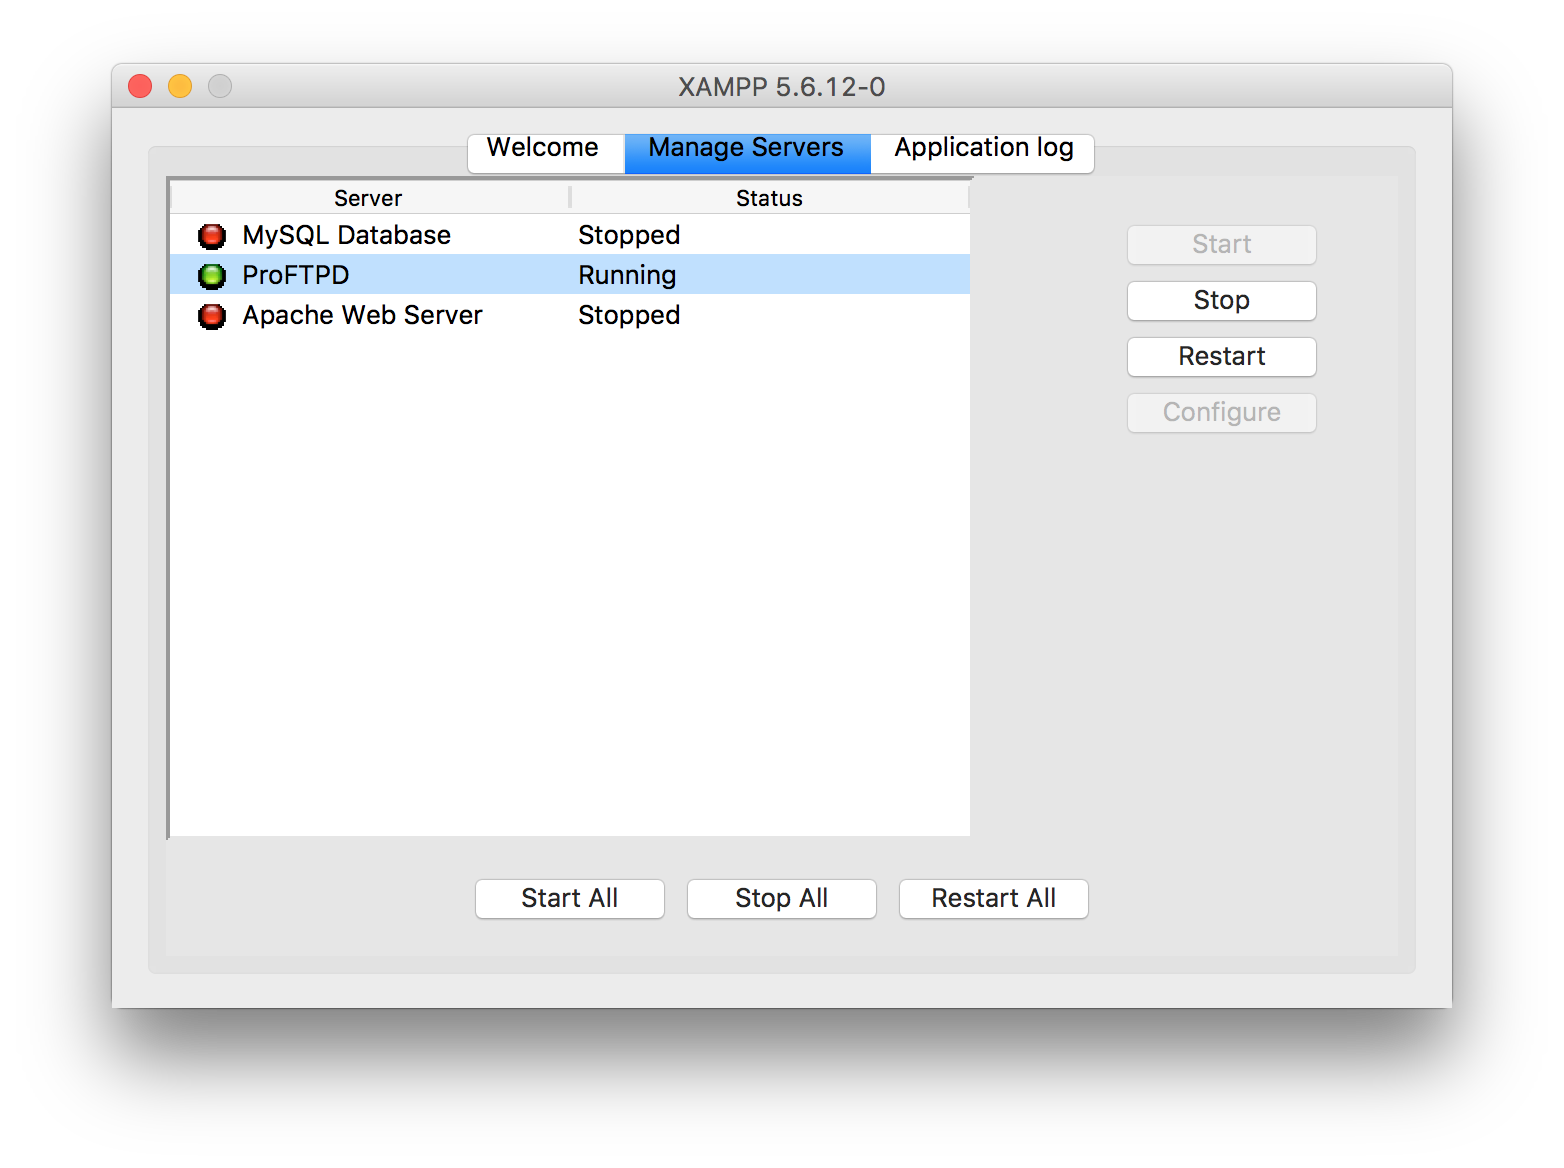 XAMPP 5.6.12-0
Welcome Manage Servers Application log
Server Status
MySQL Database Stopped
ProFTPD Running
Apache Web Server Stopped
Start
Stop
Restart
Configure
Start All Stop All Restart All